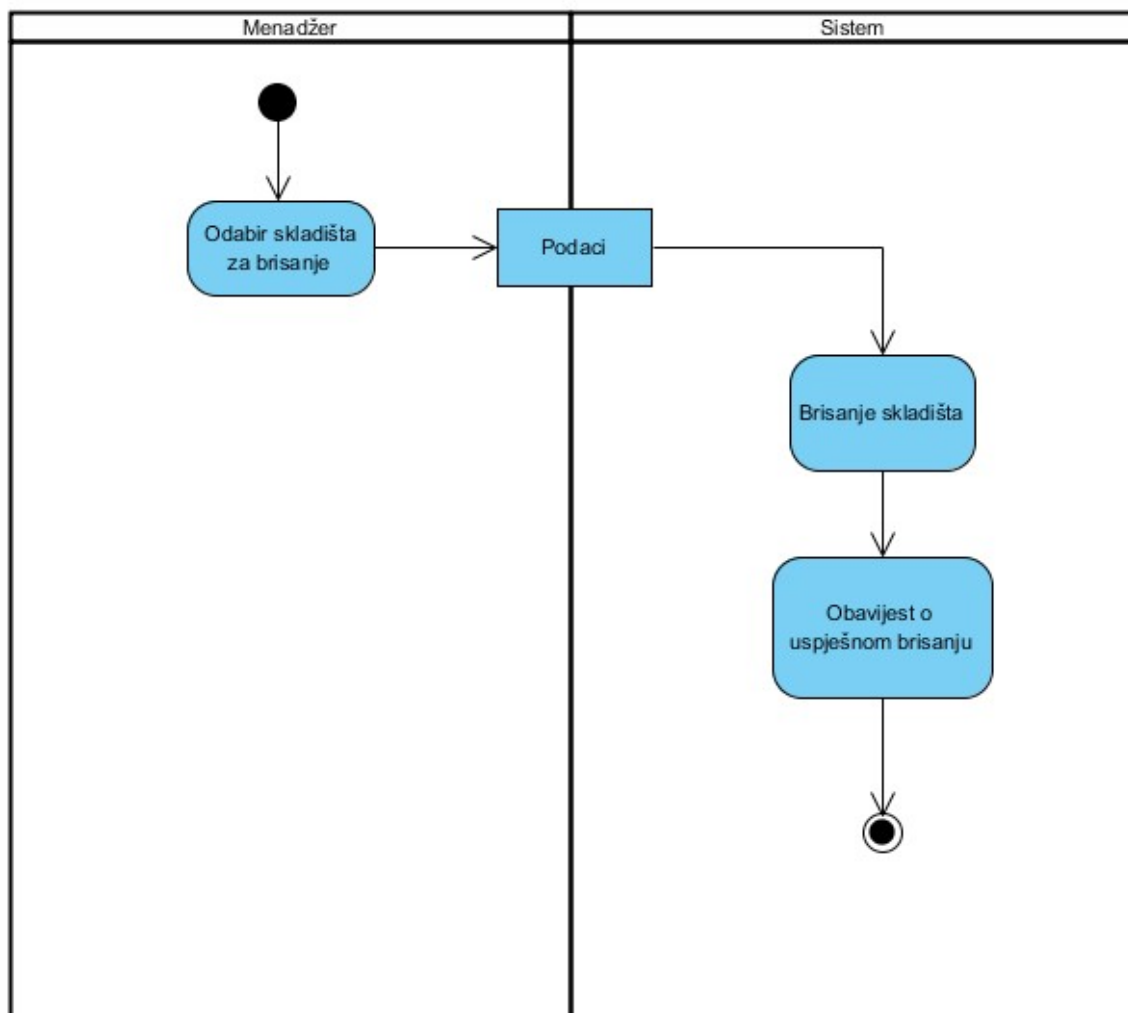 Menadžer
Sistem
Odabir skladišta
za brisanje
Podaci
Brisanje skladišta
Obavijest o
uspješnom brisanju